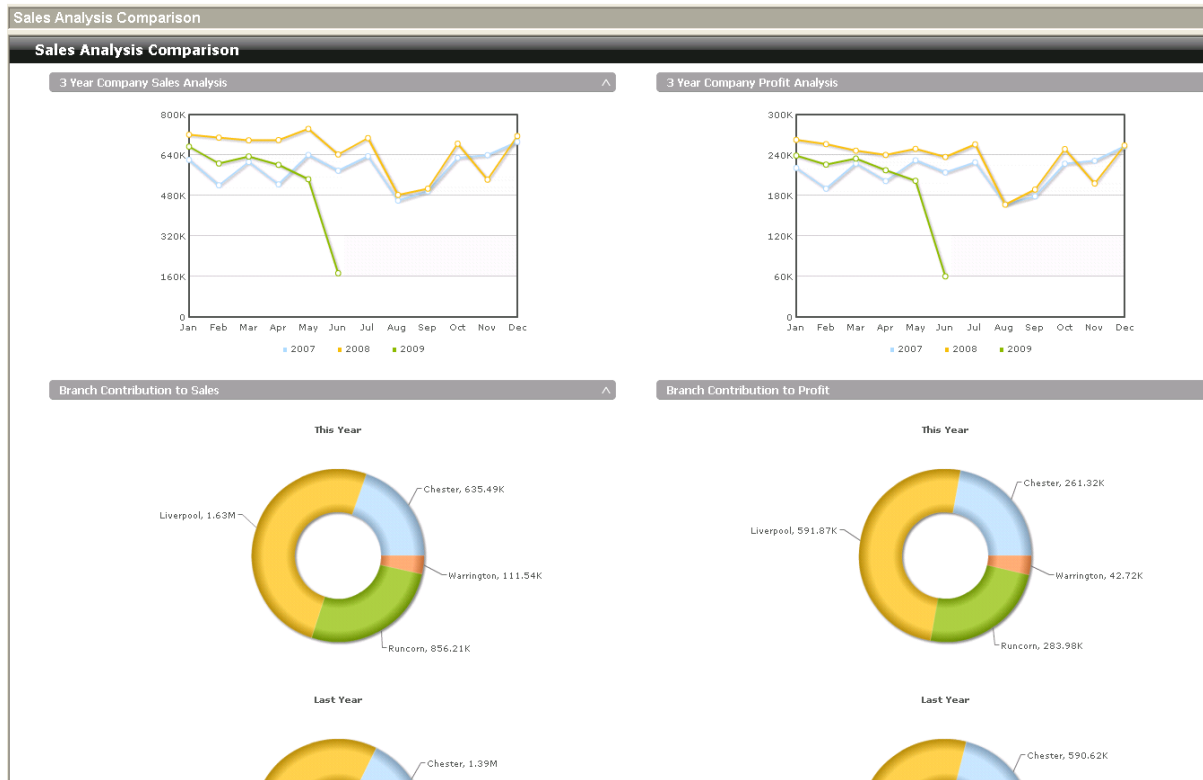 Sales Analysis Comparison
Sales Analysis Comparison
3 Year Company Sales Analysis
800K
640K
480K
320K
160K
0
Jan Feb Mar Apr May Jun Jul Aug Sep Oct Nov Dec
2007 2008 2009
3 Year Company Profit Analysis
300K
240K
180K
120K
60K
0
Jan Feb Mar Apr May Jun Jul Aug Sep Oct Nov Dec
2007 2008 2009
Branch Contribution to Sales
This Year
Chester, 635.49K
Liverpool, 1.63M
Warrington, 111.54K
Runcorn, 856.21K
Last Year
Chester, 1.39M
Branch Contribution to Profit
This Year
Chester, 261.32K
Liverpool, 591.87K
Warrington, 42.72K
Runcorn, 283.98K
Last Year
Chester, 590.62K